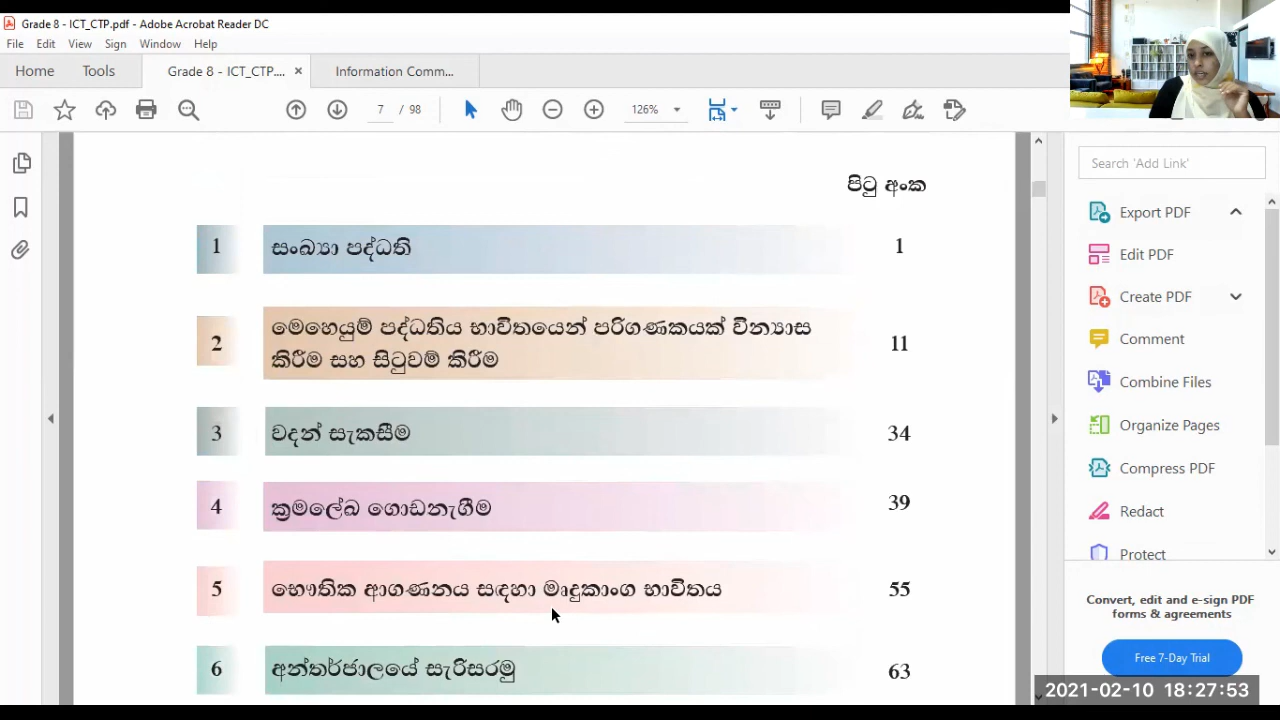 Grade 8 - ICT_CTP.pdf - Adobe Acrobat Reader DC
File Edit View Sign Window Help
Home Tools Grade 8 - ICT_CTP.... × Information Comm...
7 / 98 126%
Search 'Add Link'
පිටු අංක
1 සංඛ්‍යා පද්ධති 1
2 මෙහෙයුම් පද්ධතිය භාවිතයෙන් පරිගණකයක් වින්‍යාස
කිරීම සහ සිටුවම් කිරීම 11
3 වදන් සැකසීම 34
4 ක්‍රමලේඛ ගොඩනැගීම 39
5 භෞතික ආගණනය සඳහා මෘදුකාංග භාවිතය 55
6 අන්තර්ජාලයේ සැරිසරමු 63
Export PDF
Edit PDF
Create PDF
Comment
Combine Files
Organize Pages
Compress PDF
Redact
Protect
Convert, edit and e-sign PDF
forms & agreements
Free 7-Day Trial
2021-02-10 18:27:53